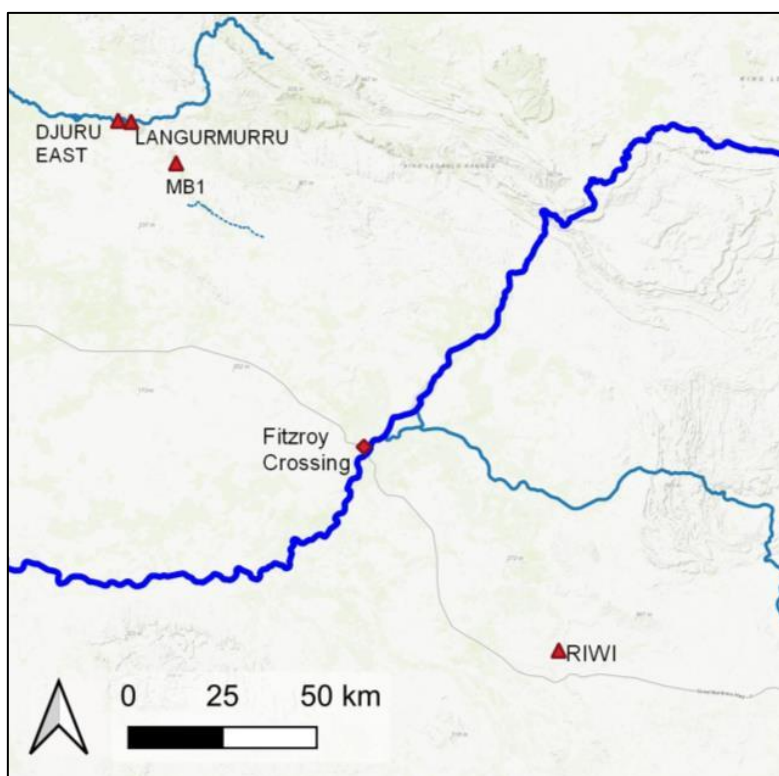 DJURU
EAST
LANGURMURRU
MB1
Fitzroy
Crossing
RIWI
0 25 50 km